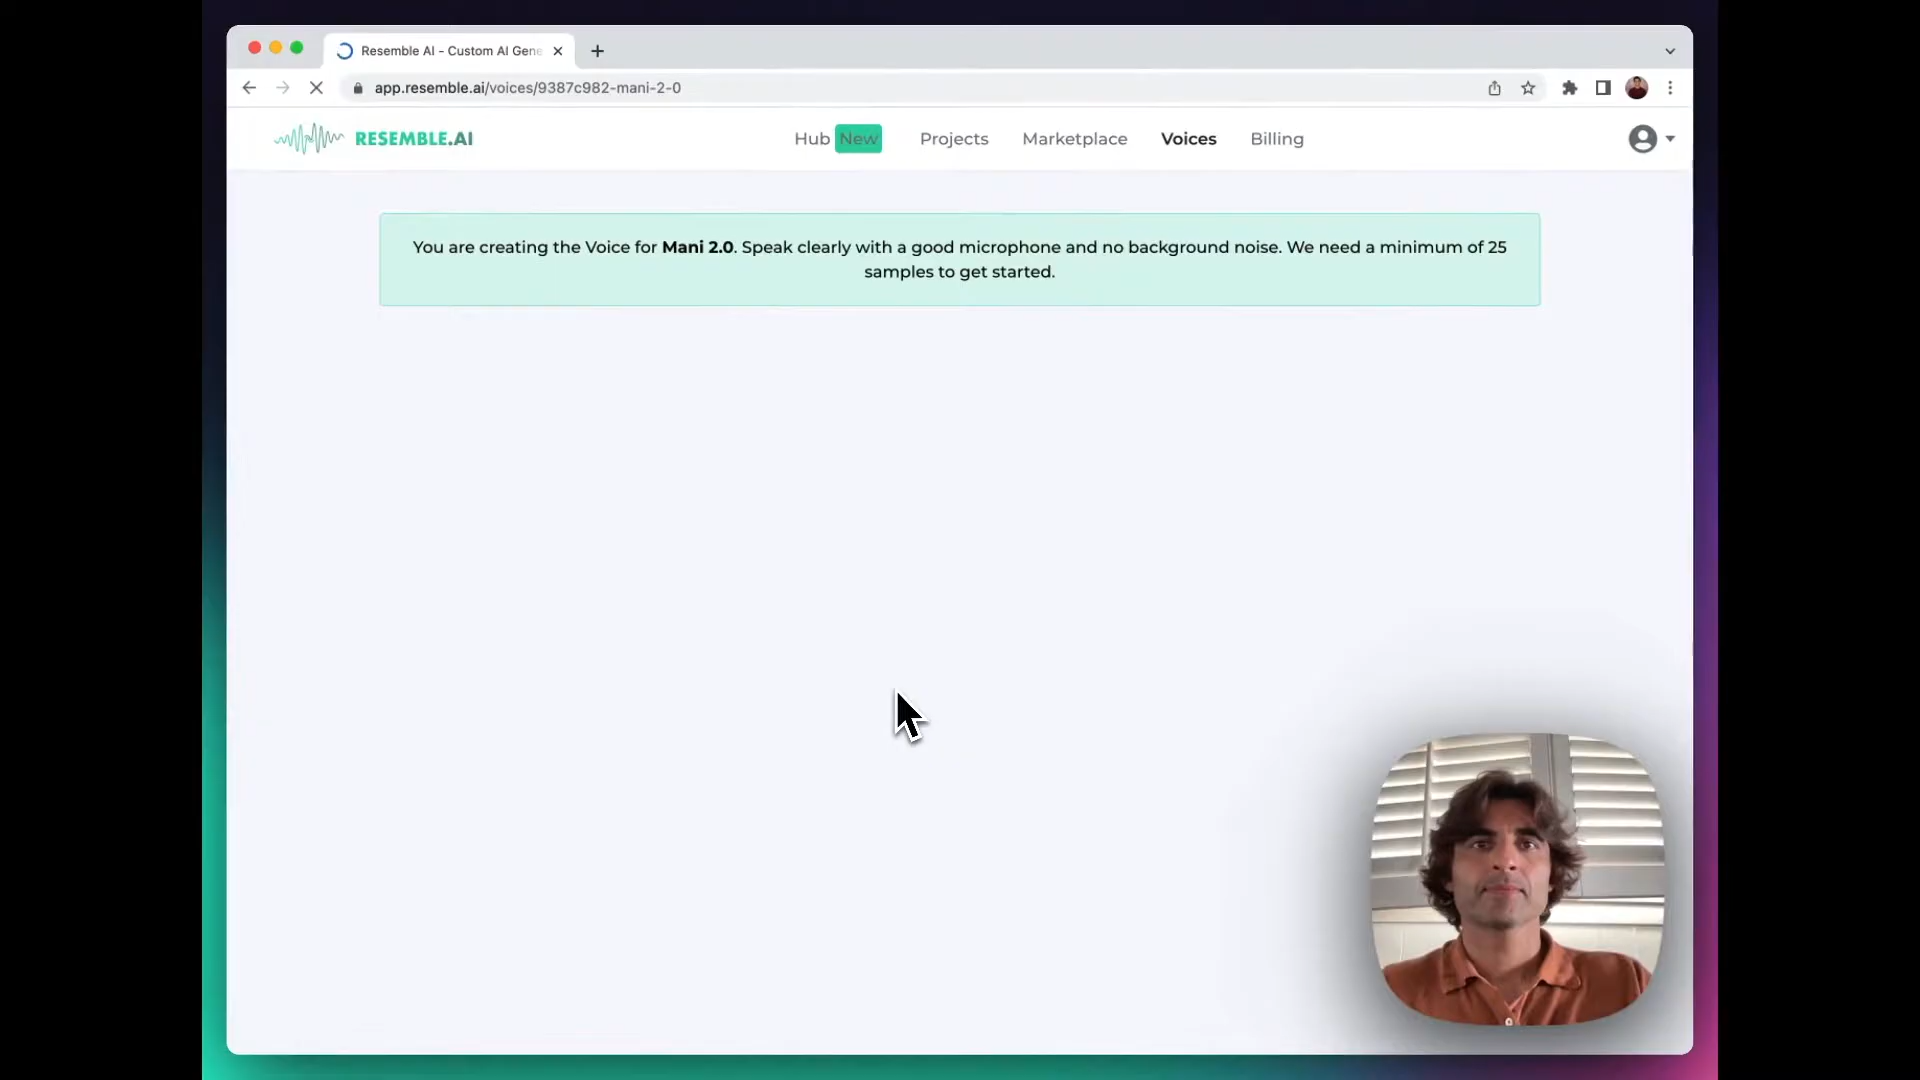 Resemble AI - Custom AI Gene
app.resemble.ai/voices/9387c982-mani-2-0
RESEMBLE.AI
Hub New Projects Marketplace Voices Billing
You are creating the Voice for Mani 2.0. Speak clearly with a good microphone and no background noise. We need a minimum of 25
samples to get started.